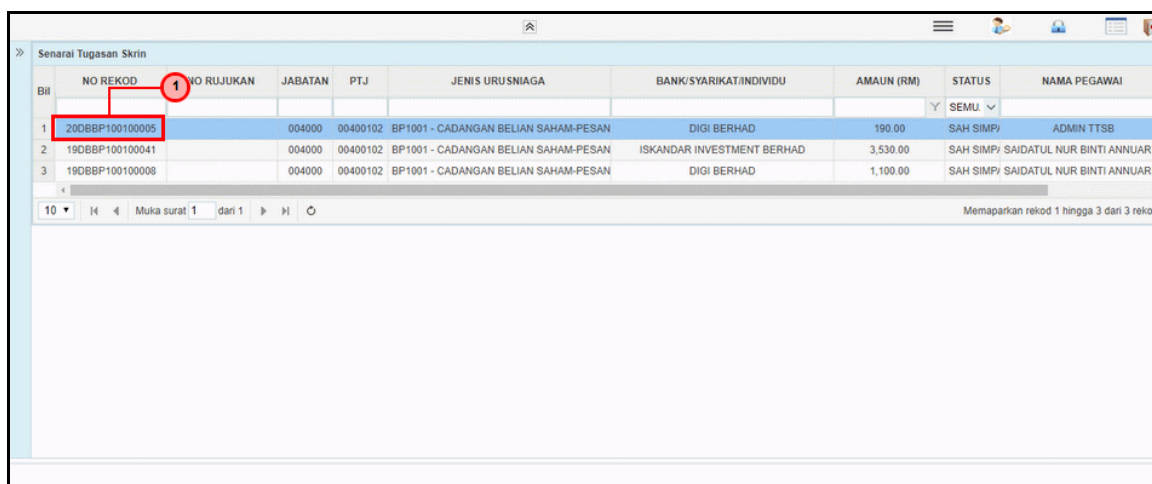 Senarai Tugasan Skrin
Bil NO REKOD NO RUJUKAN JABATAN PTJ JENIS URUSNIAGA BANK/SYARIKAT/INDIVIDU AMAUN (RM) STATUS NAMA PEGAWAI
1
SEMU.
1 20DBBP100100005 004000 00400102 BP1001 - CADANGAN BELIAN SAHAM-PESAN DIGI BERHAD 190.00 SAH SIMP/ ADMIN TTSB
2 19DBBP100100041 004000 00400102 BP1001 - CADANGAN BELIAN SAHAM-PESAN ISKANDAR INVESTMENT BERHAD 3,530.00 SAH SIMP/ SAIDATUL NUR BINTI ANNUAR
3 19DBBP100100008 004000 00400102 BP1001 - CADANGAN BELIAN SAHAM-PESAN DIGI BERHAD 1,100.00 SAH SIMP/ SAIDATUL NUR BINTI ANNUAR
10 Muka surat 1 dari 1 Memaparkan rekod 1 hingga 3 dari 3 reko